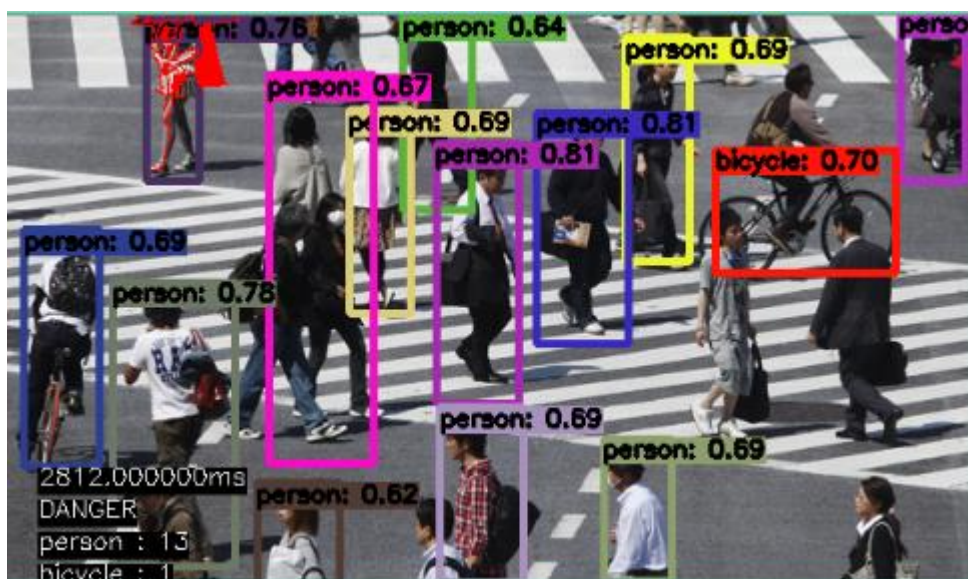 person: 0.76
person: 0.64
person: 0.69
perso
person: 0.67
person: 0.69
person: 0.81
person: 0.81
bicycle: 0.70
person: 0.69
person: 0.78
person: 0.69
person: 0.69
person: 0.62
2812.000000ms
DANGER
person : 13
bicycle : 1